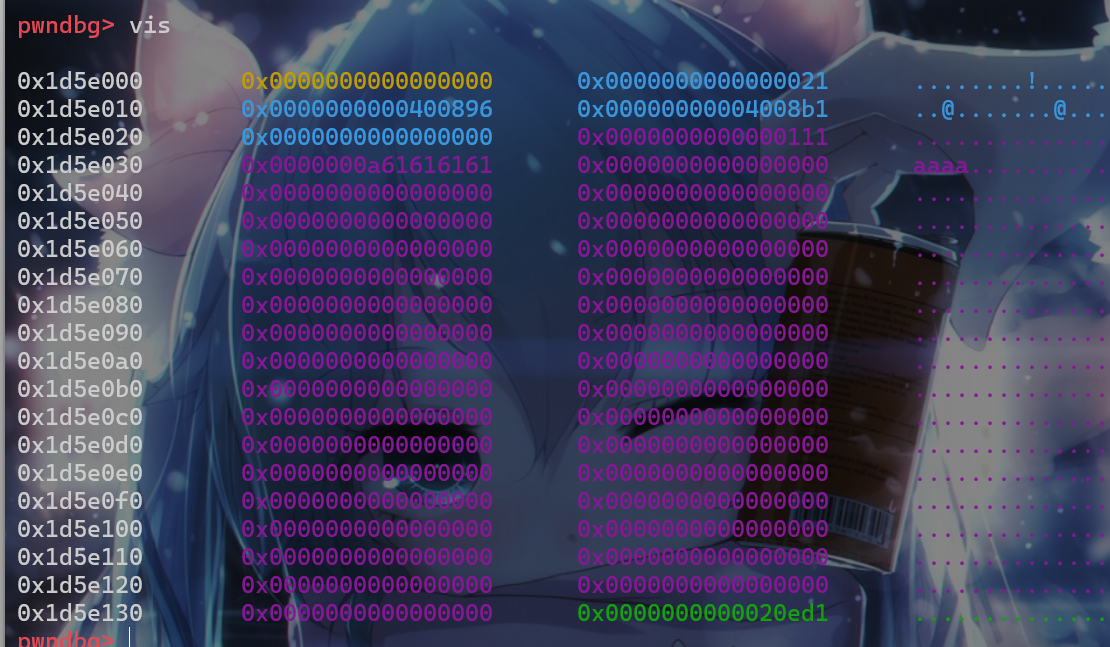 pwndbg> vis
0x1d5e000 0x0000000000000000 0x0000000000000021 ........!.....
0x1d5e010 0x0000000000400896 0x00000000004008b1 ..@.......@...
0x1d5e020 0x0000000000000000 0x0000000000000111 ..............
0x1d5e030 0x0000000a61616161 0x0000000000000000 aaaa..........
0x1d5e040 0x0000000000000000 0x0000000000000000 ..............
0x1d5e050 0x0000000000000000 0x0000000000000000 ..............
0x1d5e060 0x0000000000000000 0x0000000000000000 ..............
0x1d5e070 0x0000000000000000 0x0000000000000000 ..............
0x1d5e080 0x0000000000000000 0x0000000000000000 ..............
0x1d5e090 0x0000000000000000 0x0000000000000000 ..............
0x1d5e0a0 0x0000000000000000 0x0000000000000000 ..............
0x1d5e0b0 0x0000000000000000 0x0000000000000000 ..............
0x1d5e0c0 0x0000000000000000 0x0000000000000000 ..............
0x1d5e0d0 0x0000000000000000 0x0000000000000000 ..............
0x1d5e0e0 0x0000000000000000 0x0000000000000000 ..............
0x1d5e0f0 0x0000000000000000 0x0000000000000000 ..............
0x1d5e100 0x0000000000000000 0x0000000000000000 ..............
0x1d5e110 0x0000000000000000 0x0000000000000000 ..............
0x1d5e120 0x0000000000000000 0x0000000000000000 ..............
0x1d5e130 0x0000000000000000 0x0000000000020ed1 ..............
pwndbg>